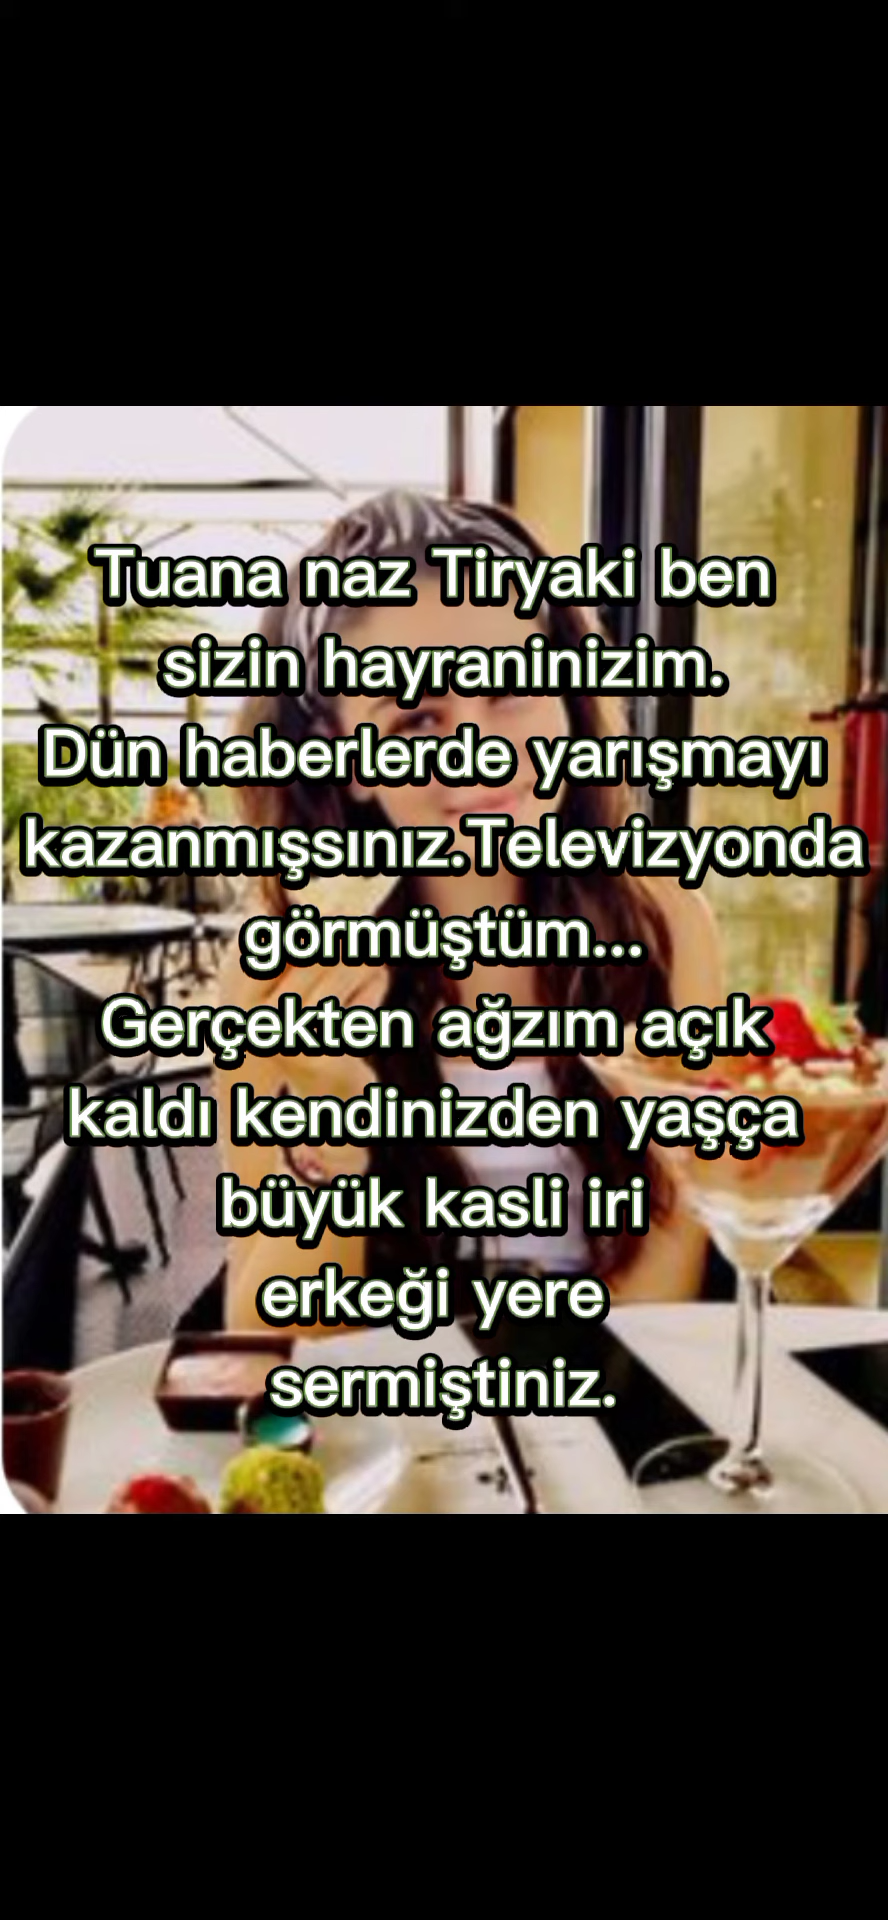 Tuana naz Tiryaki ben
sizin hayraninizim.
Dün haberlerde yarışmayı
kazanmışsınız.Televizyonda
görmüştüm...
Gerçekten ağzım açık
kaldı kendinizden yaşça
büyük kasli iri
erkeği yere
sermiştiniz.